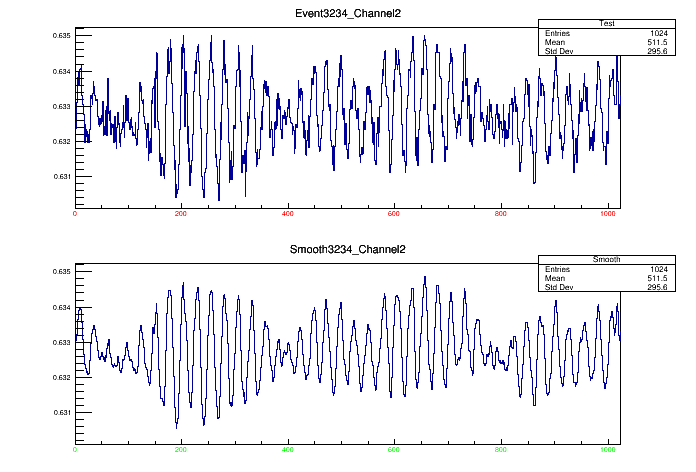 Event3234_Channel2
Test
Entries 1024
Mean 511.5
Std Dev 295.6
0.635
0.634
0.633
0.632
0.631
0 200 400 600 800 1000
Smooth3234_Channel2
Smooth
Entries 1024
Mean 511.5
Std Dev 295.6
0.635
0.634
0.633
0.632
0.631
0 200 400 600 800 1000